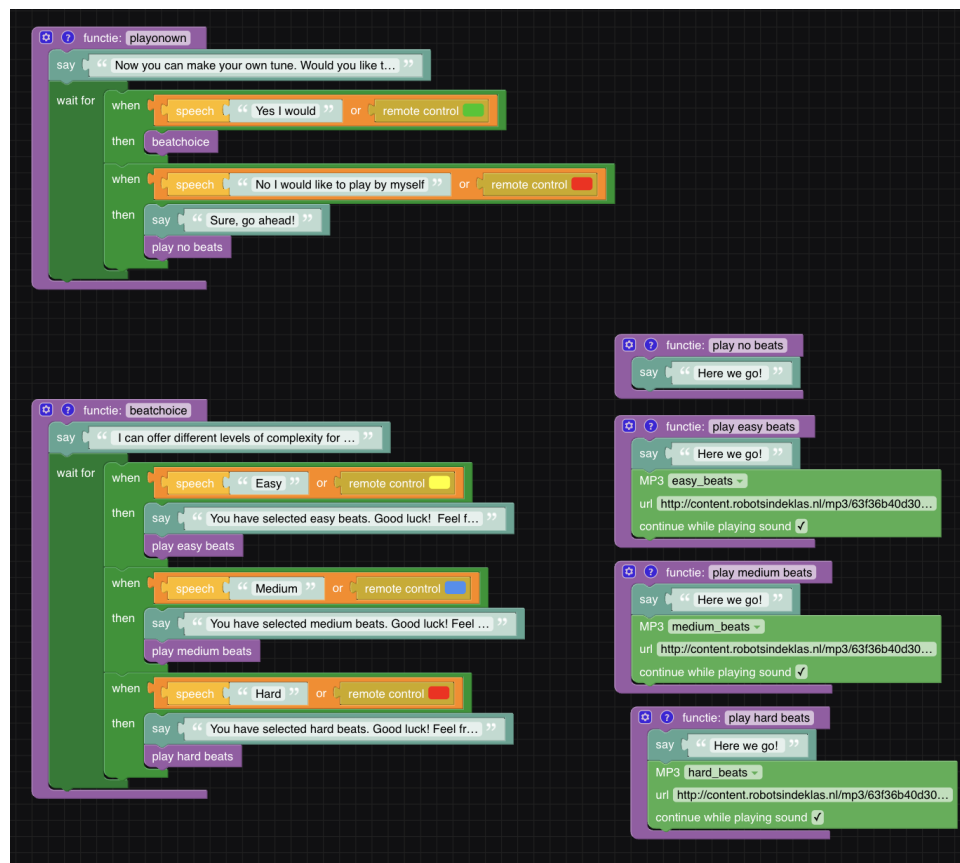 functie: playonown
say “ Now you can make your own tune. Would you like t... ”
wait for
when speech “ Yes I would ” or remote control
then beatchoice
when speech “ No I would like to play by myself ” or remote control
then say “ Sure, go ahead! ”
play no beats
functie: beatchoice
say “ I can offer different levels of complexity for ... ”
wait for
when speech “ Easy ” or remote control
then say “ You have selected easy beats. Good luck!  Feel f... ”
play easy beats
when speech “ Medium ” or remote control
then say “ You have selected medium beats. Good luck! Feel ... ”
play medium beats
when speech “ Hard ” or remote control
then say “ You have selected hard beats. Good luck! Feel fr... ”
play hard beats
functie: play no beats
say “ Here we go! ”
functie: play easy beats
say “ Here we go! ”
MP3 easy_beats
url http://content.robotsindeklas.nl/mp3/63f36b40d30...
continue while playing sound ✓
functie: play medium beats
say “ Here we go! ”
MP3 medium_beats
url http://content.robotsindeklas.nl/mp3/63f36b40d30...
continue while playing sound ✓
functie: play hard beats
say “ Here we go! ”
MP3 hard_beats
url http://content.robotsindeklas.nl/mp3/63f36b40d30...
continue while playing sound ✓